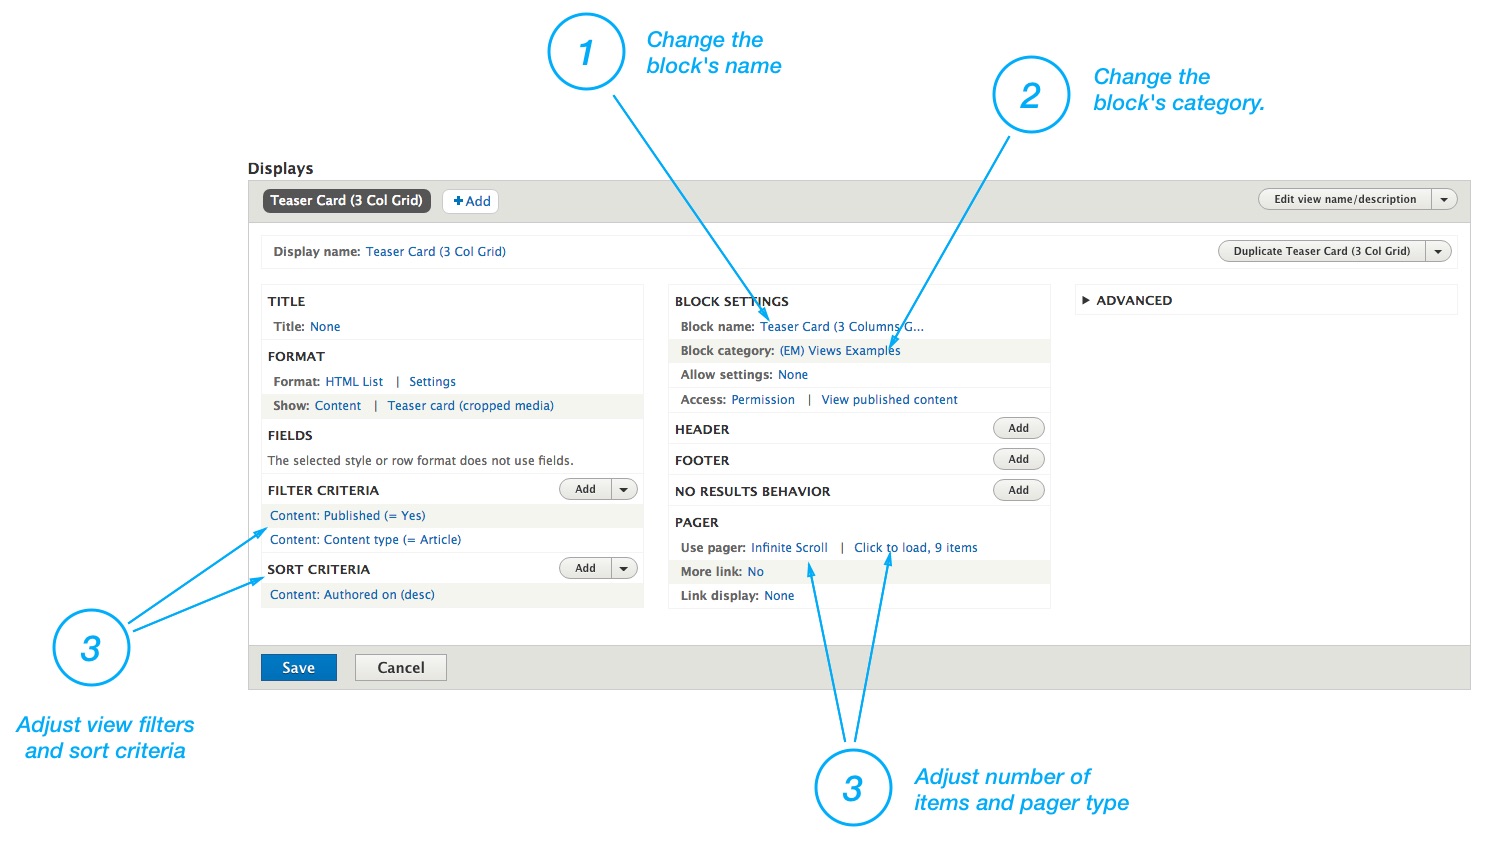 1
Change the
block's name
2
Change the
block's category.
Displays
Teaser Card (3 Col Grid)
+Add
Edit view name/description
Display name: Teaser Card (3 Col Grid)
Duplicate Teaser Card (3 Col Grid)
TITLE
Title: None
FORMAT
Format: HTML List | Settings
Show: Content | Teaser card (cropped media)
FIELDS
The selected style or row format does not use fields.
FILTER CRITERIA
Add
Content: Published (= Yes)
Content: Content type (= Article)
SORT CRITERIA
Add
Content: Authored on (desc)
BLOCK SETTINGS
Block name: Teaser Card (3 Columns G...
Block category: (EM) Views Examples
Allow settings: None
Access: Permission | View published content
HEADER
Add
FOOTER
Add
NO RESULTS BEHAVIOR
Add
PAGER
Use pager: Infinite Scroll | Click to load, 9 items
More link: No
Link display: None
ADVANCED
Save
Cancel
3
Adjust view filters
and sort criteria
3
Adjust number of
items and pager type